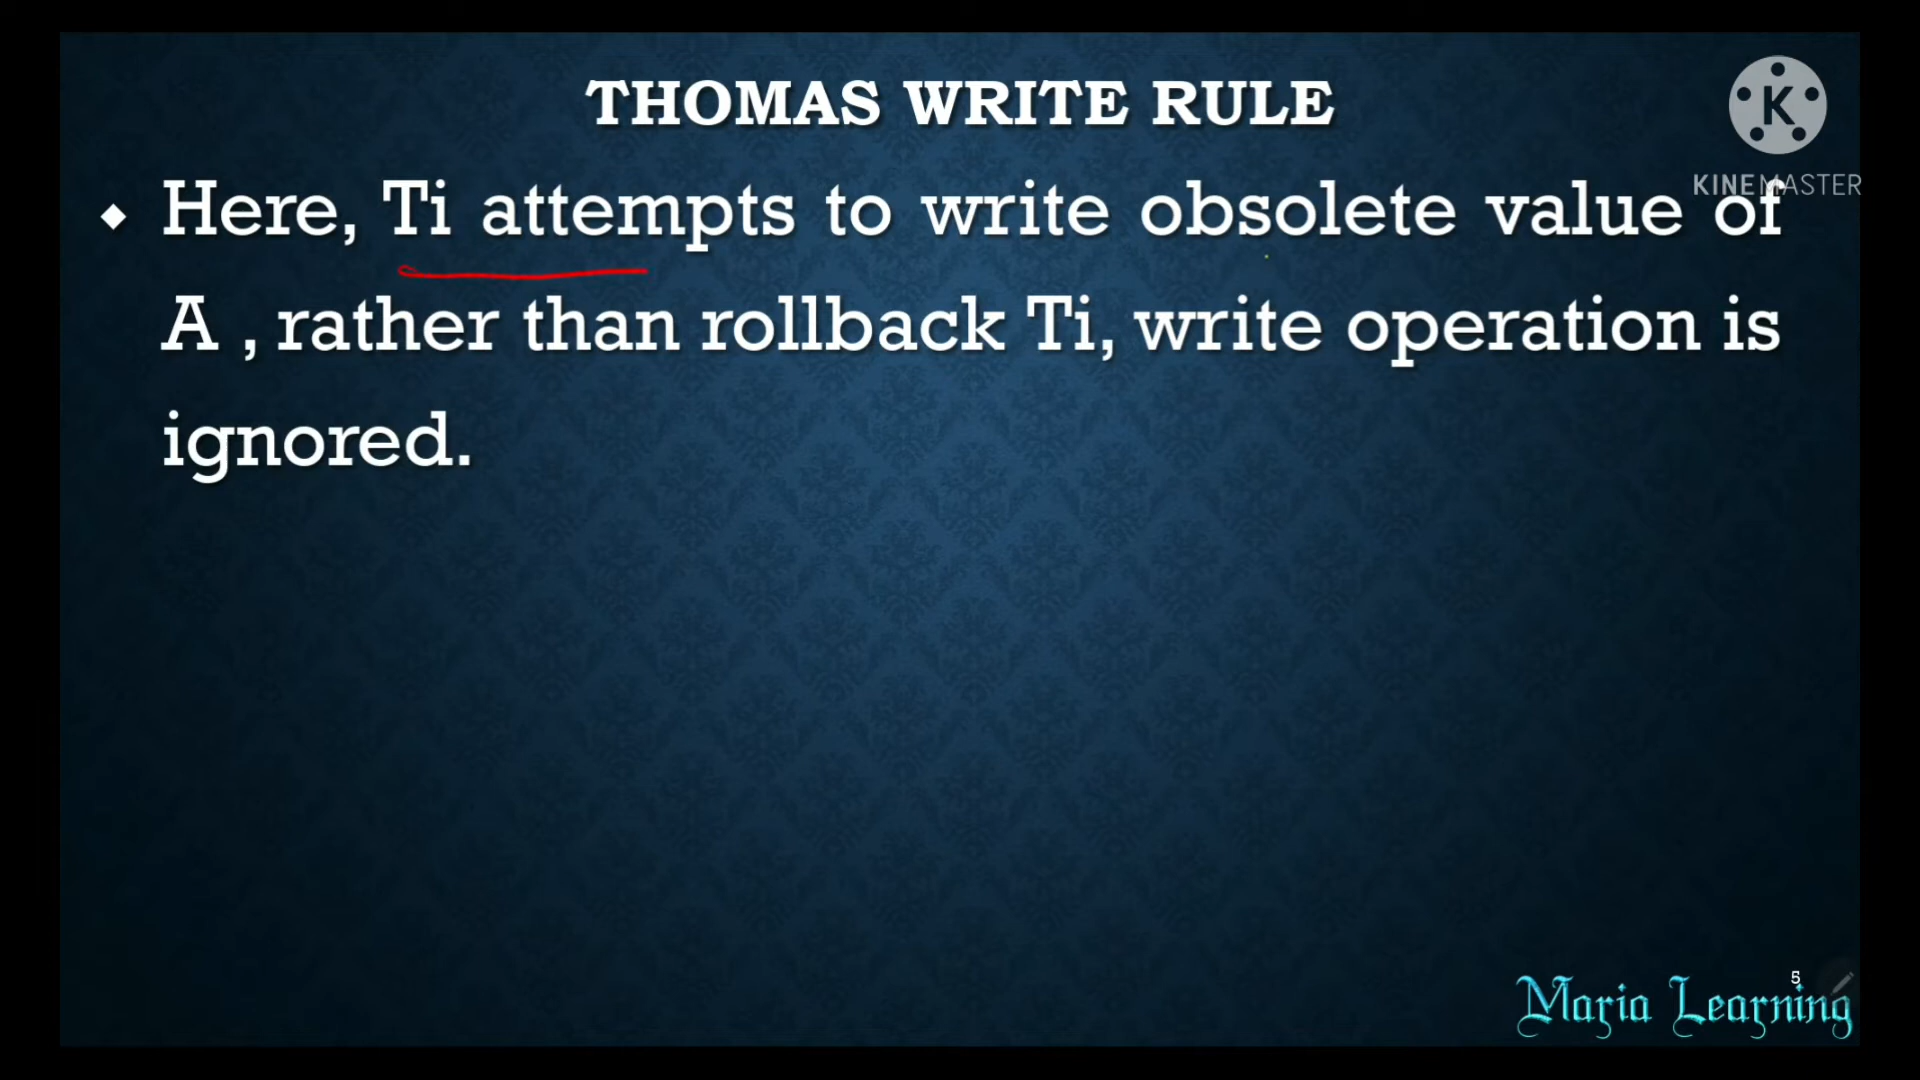 THOMAS WRITE RULE
K
KINEMASTER
◆ Here, Ti attempts to write obsolete value of
A , rather than rollback Ti, write operation is
ignored.
5
Maria Learning